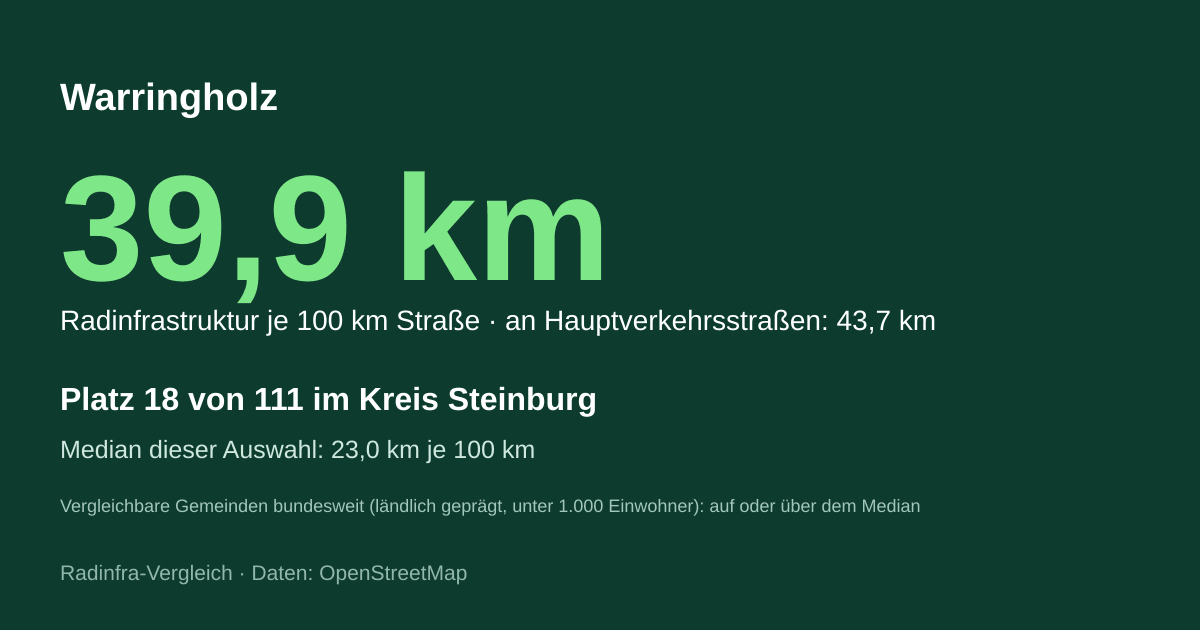 Warringholz
39,9 km
Radinfrastruktur je 100 km Straße · an Hauptverkehrsstraßen: 43,7 km
Platz 18 von 111 im Kreis Steinburg
Median dieser Auswahl: 23,0 km je 100 km
Vergleichbare Gemeinden bundesweit (ländlich geprägt, unter 1.000 Einwohner): auf oder über dem Median
Radinfra-Vergleich · Daten: OpenStreetMap